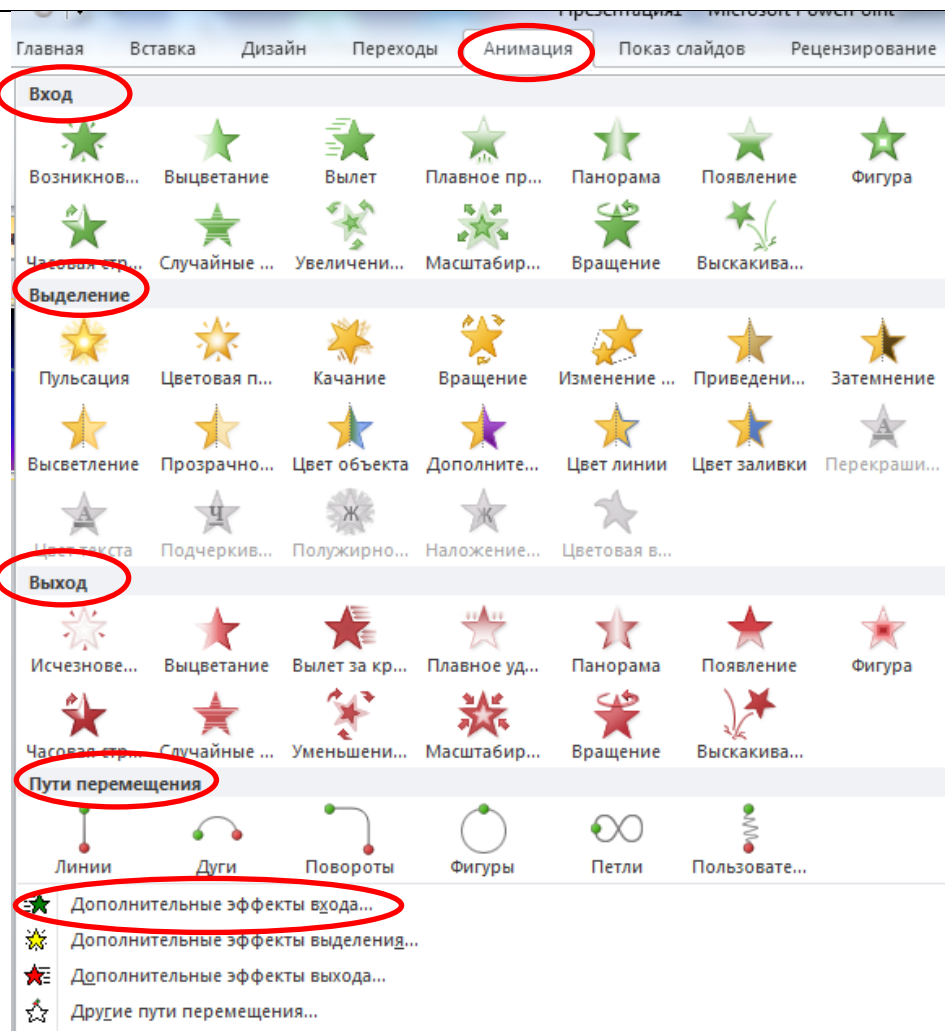 Презентация1 - Microsoft PowerPoint
Главная Вставка Дизайн Переходы Анимация Показ слайдов Рецензирование
Вход
Возникнов... Выцветание Вылет Плавное пр... Панорама Появление Фигура
Часовая стр... Случайные ... Увеличени... Масштабир... Вращение Выскакива...
Выделение
Пульсация Цветовая п... Качание Вращение Изменение ... Приведени... Затемнение
Высветление Прозрачно... Цвет объекта Дополните... Цвет линии Цвет заливки Перекраши...
Цвет текста Подчеркив... Полужирно... Наложение... Цветовая в...
Выход
Исчезнове... Выцветание Вылет за кр... Плавное уд... Панорама Появление Фигура
Часовая стр... Случайные ... Уменьшени... Масштабир... Вращение Выскакива...
Пути перемещения
Линии Дуги Повороты Фигуры Петли Пользовате...
Дополнительные эффекты входа...
Дополнительные эффекты выделения...
Дополнительные эффекты выхода...
Другие пути перемещения...